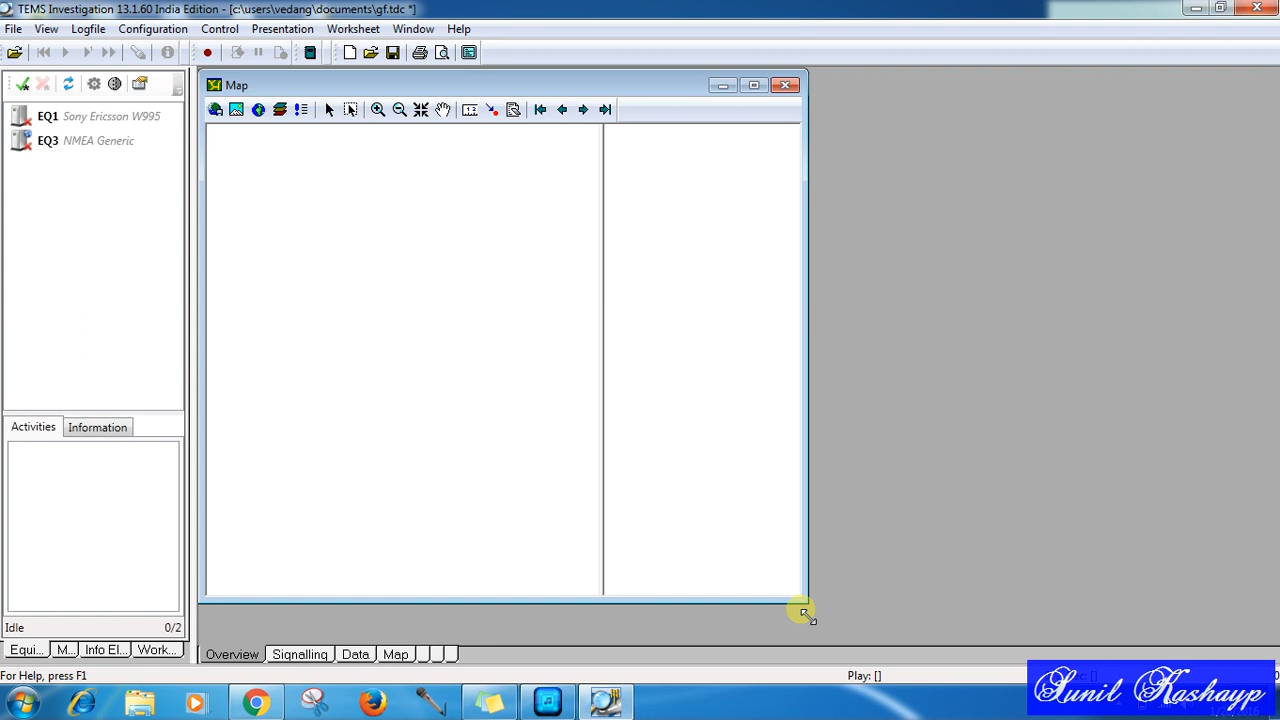 TEMS Investigation 13.1.60 India Edition - [c:\users\vedang\documents\gf.tdc *]
File View Logfile Configuration Control Presentation Worksheet Window Help
Map
EQ1 Sony Ericsson W995
EQ3 NMEA Generic
Activities Information
Idle 0/2
Equi... M... Info El... Work...
Overview Signalling Data Map
For Help, press F1 Play: []
Sunil Kashayp